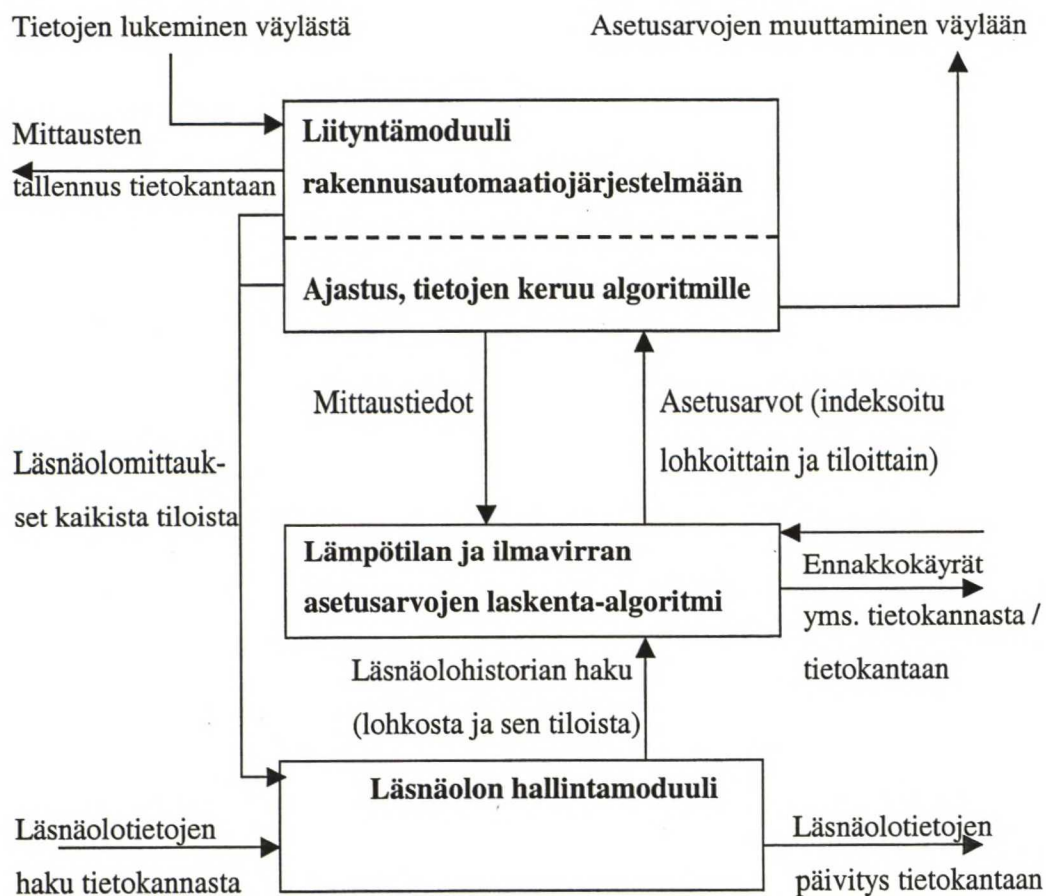 Tietojen lukeminen väylästä
Asetusarvojen muuttaminen väylään
Mittausten
tallennus tietokantaan
Liityntämoduuli
rakennusautomaatiojärjestelmään
Ajastus, tietojen keruu algoritmille
Mittaustiedot
Asetusarvot (indeksoitu
lohkoittain ja tiloittain)
Läsnäolomittauk-
set kaikista tiloista
Lämpötilan ja ilmavirran
asetusarvojen laskenta-algoritmi
Ennakkokäyrät
yms. tietokannasta /
tietokantaan
Läsnäolohistorian haku
(lohkosta ja sen tiloista)
Läsnäolon hallintamoduuli
Läsnäolotietojen
haku tietokannasta
Läsnäolotietojen
päivitys tietokantaan